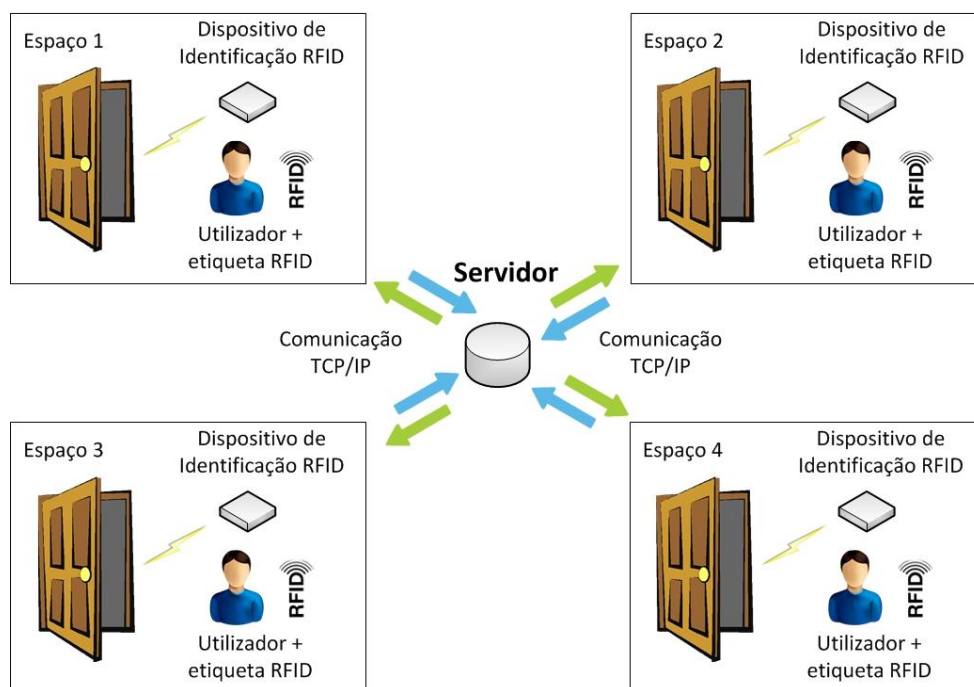 Espaço 1
Dispositivo de
Identificação RFID
RFID
Utilizador +
etiqueta RFID
Espaço 2
Dispositivo de
Identificação RFID
RFID
Utilizador +
etiqueta RFID
Servidor
Comunicação
TCP/IP
Comunicação
TCP/IP
Espaço 3
Dispositivo de
Identificação RFID
RFID
Utilizador +
etiqueta RFID
Espaço 4
Dispositivo de
Identificação RFID
RFID
Utilizador +
etiqueta RFID